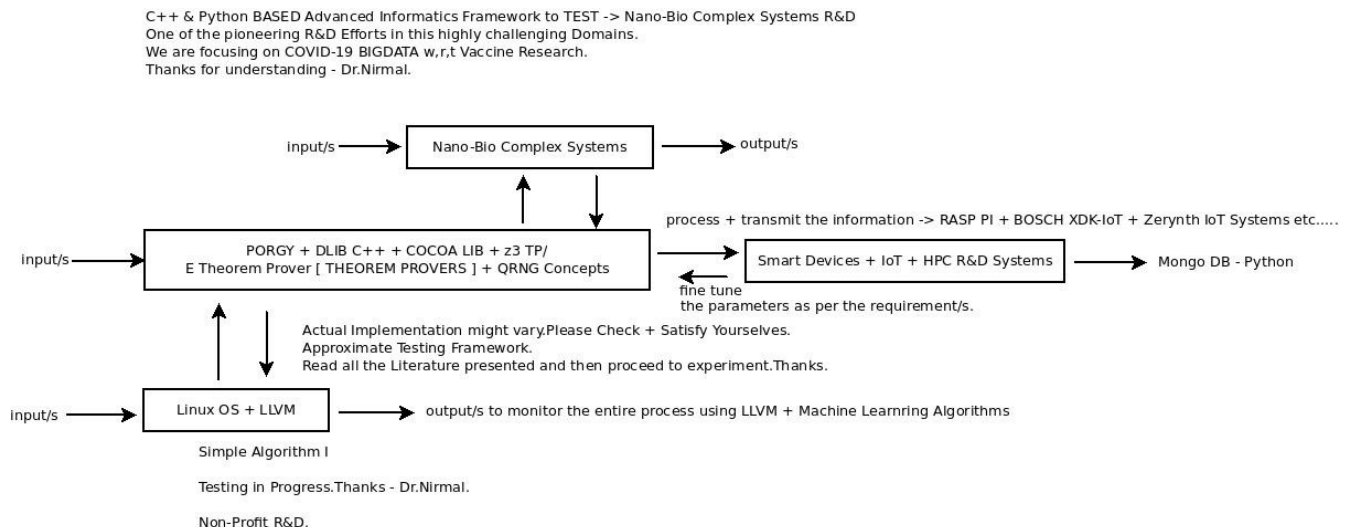 C++ & Python BASED Advanced Informatics Framework to TEST -> Nano-Bio Complex Systems R&D
One of the pioneering R&D Efforts in this highly challenging Domains.
We are focusing on COVID-19 BIGDATA w,r,t Vaccine Research.
Thanks for understanding - Dr.Nirmal.
input/s
Nano-Bio Complex Systems
output/s
process + transmit the information -> RASP PI + BOSCH XDK-IoT + Zerynth IoT Systems etc.....
input/s
PORGY + DLIB C++ + COCOA LIB + z3 TP/
E Theorem Prover [ THEOREM PROVERS ] + QRNG Concepts
Smart Devices + IoT + HPC R&D Systems
Mongo DB - Python
fine tune
the parameters as per the requirement/s.
Actual Implementation might vary.Please Check + Satisfy Yourselves.
Approximate Testing Framework.
Read all the Literature presented and then proceed to experiment.Thanks.
input/s
Linux OS + LLVM
output/s to monitor the entire process using LLVM + Machine Learnring Algorithms
Simple Algorithm I
Testing in Progress.Thanks - Dr.Nirmal.
Non-Profit R&D.